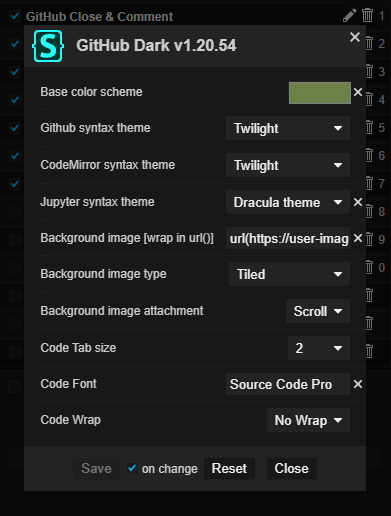 GitHub Close & Comment 1
S GitHub Dark v1.20.54 2
3
Base color scheme
4
Github syntax theme Twilight 5
6
CodeMirror syntax theme Twilight
7
Jupyter syntax theme Dracula theme
8
Background image [wrap in url()] url(https://user-imag 9
Background image type Tiled 0
Background image attachment Scroll
Code Tab size 2
Code Font Source Code Pro
Code Wrap No Wrap
Save on change Reset Close